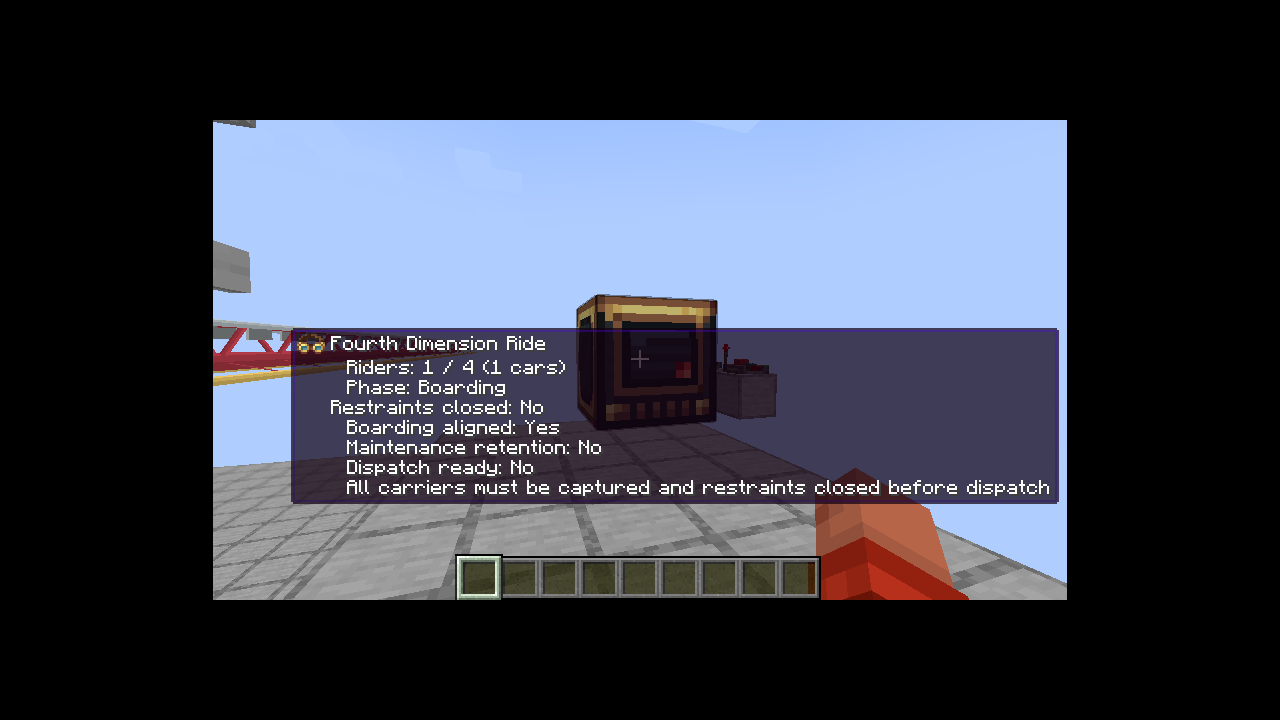 Fourth Dimension Ride
Riders: 1 / 4 (1 cars)
Phase: Boarding
Restraints closed: No
Boarding aligned: Yes
Maintenance retention: No
Dispatch ready: No
All carriers must be captured and restraints closed before dispatch